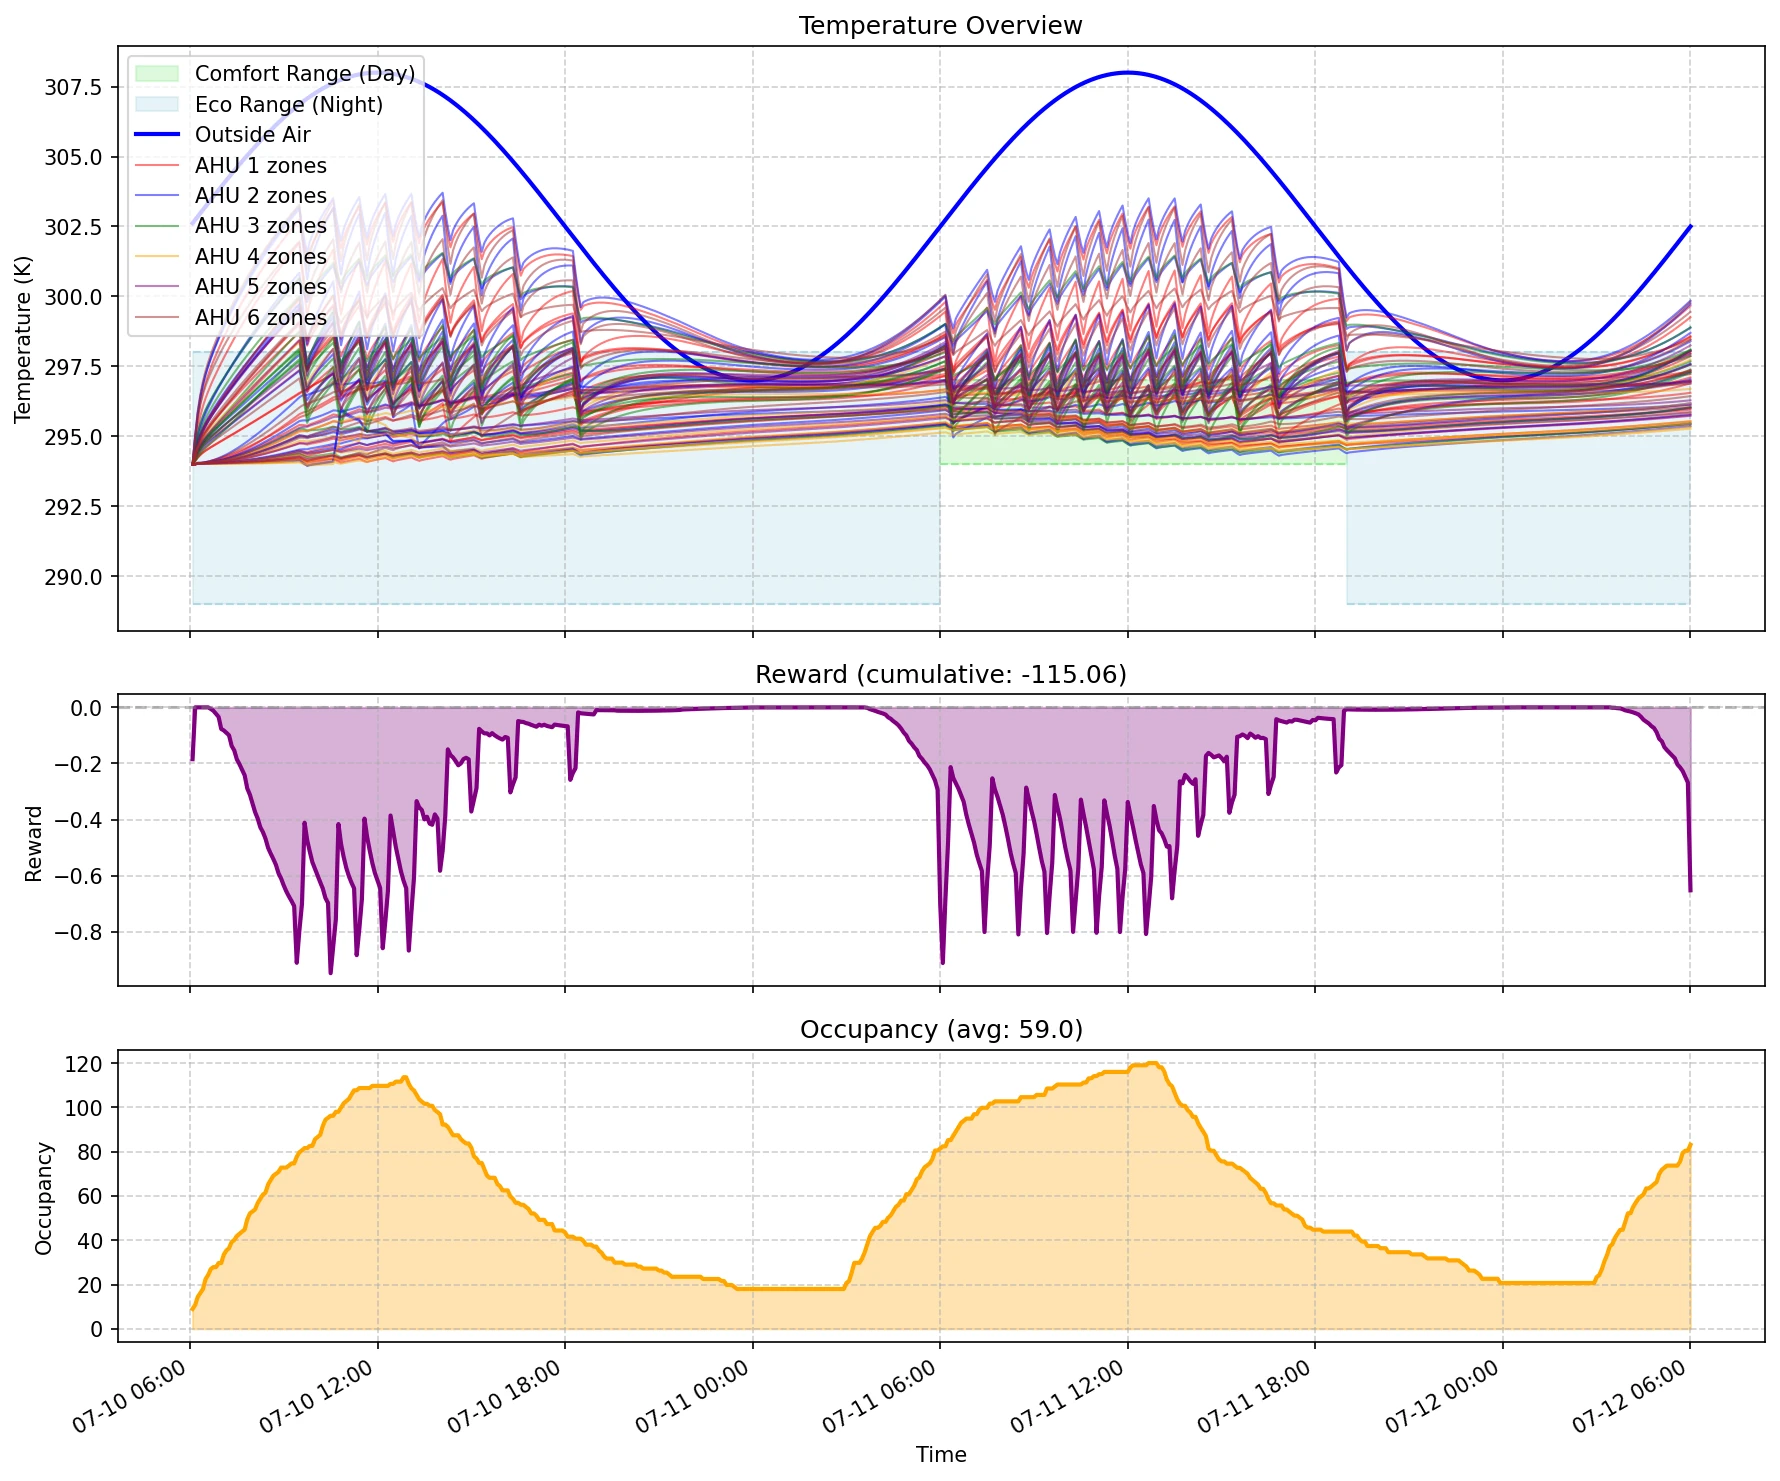 Temperature Overview
Temperature (K)
307.5
305.0
302.5
300.0
297.5
295.0
292.5
290.0
Comfort Range (Day)
Eco Range (Night)
Outside Air
AHU 1 zones
AHU 2 zones
AHU 3 zones
AHU 4 zones
AHU 5 zones
AHU 6 zones
Reward (cumulative: -115.06)
Reward
0.0
−0.2
−0.4
−0.6
−0.8
Occupancy (avg: 59.0)
Occupancy
120
100
80
60
40
20
0
07-10 06:00
07-10 12:00
07-10 18:00
07-11 00:00
07-11 06:00
07-11 12:00
07-11 18:00
07-12 00:00
07-12 06:00
Time